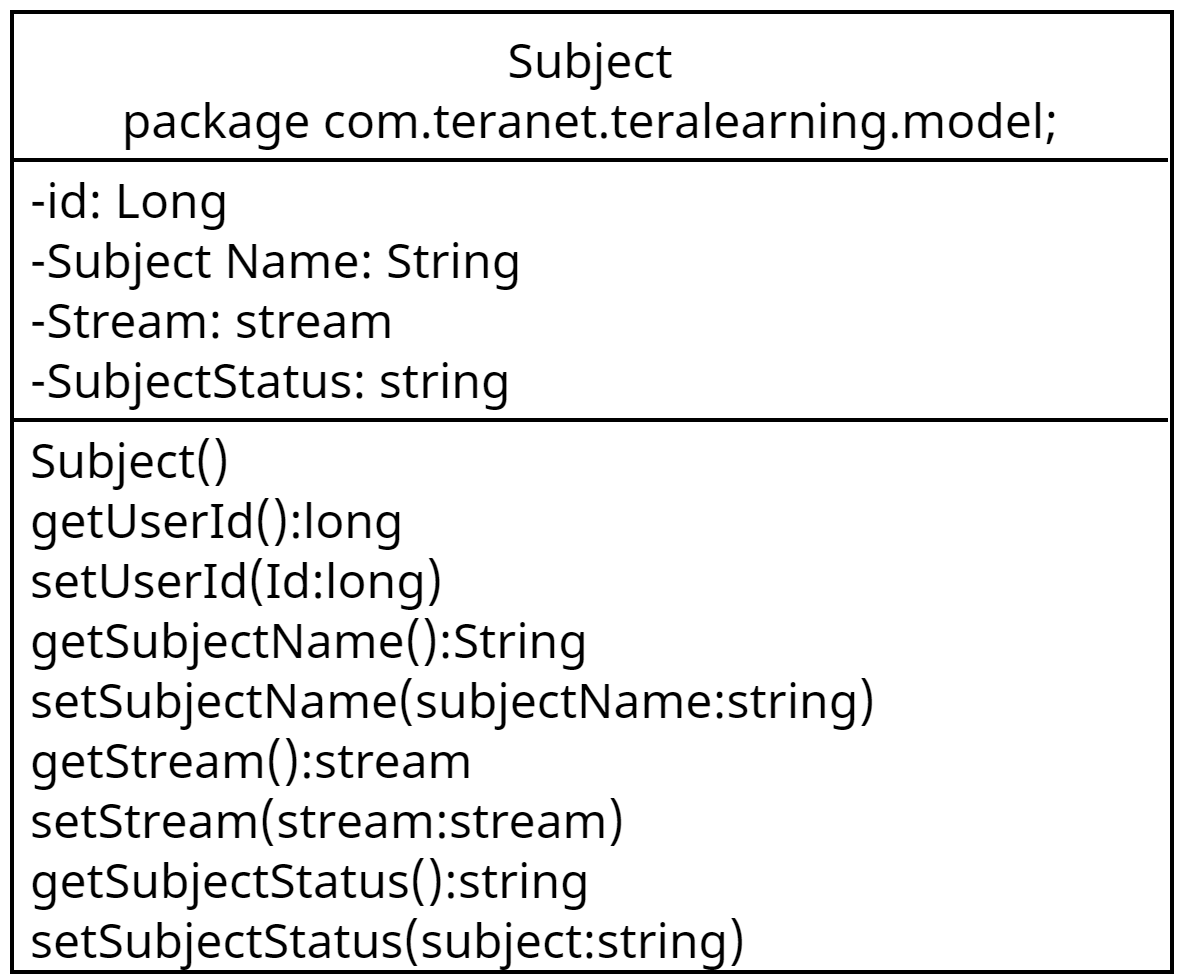 Subject
package com.teranet.teralearning.model;
-id: Long
-Subject Name: String
-Stream: stream
-SubjectStatus: string
Subject()
getUserId():long
setUserId(Id:long)
getSubjectName():String
setSubjectName(subjectName:string)
getStream():stream
setStream(stream:stream)
getSubjectStatus():string
setSubjectStatus(subject:string)